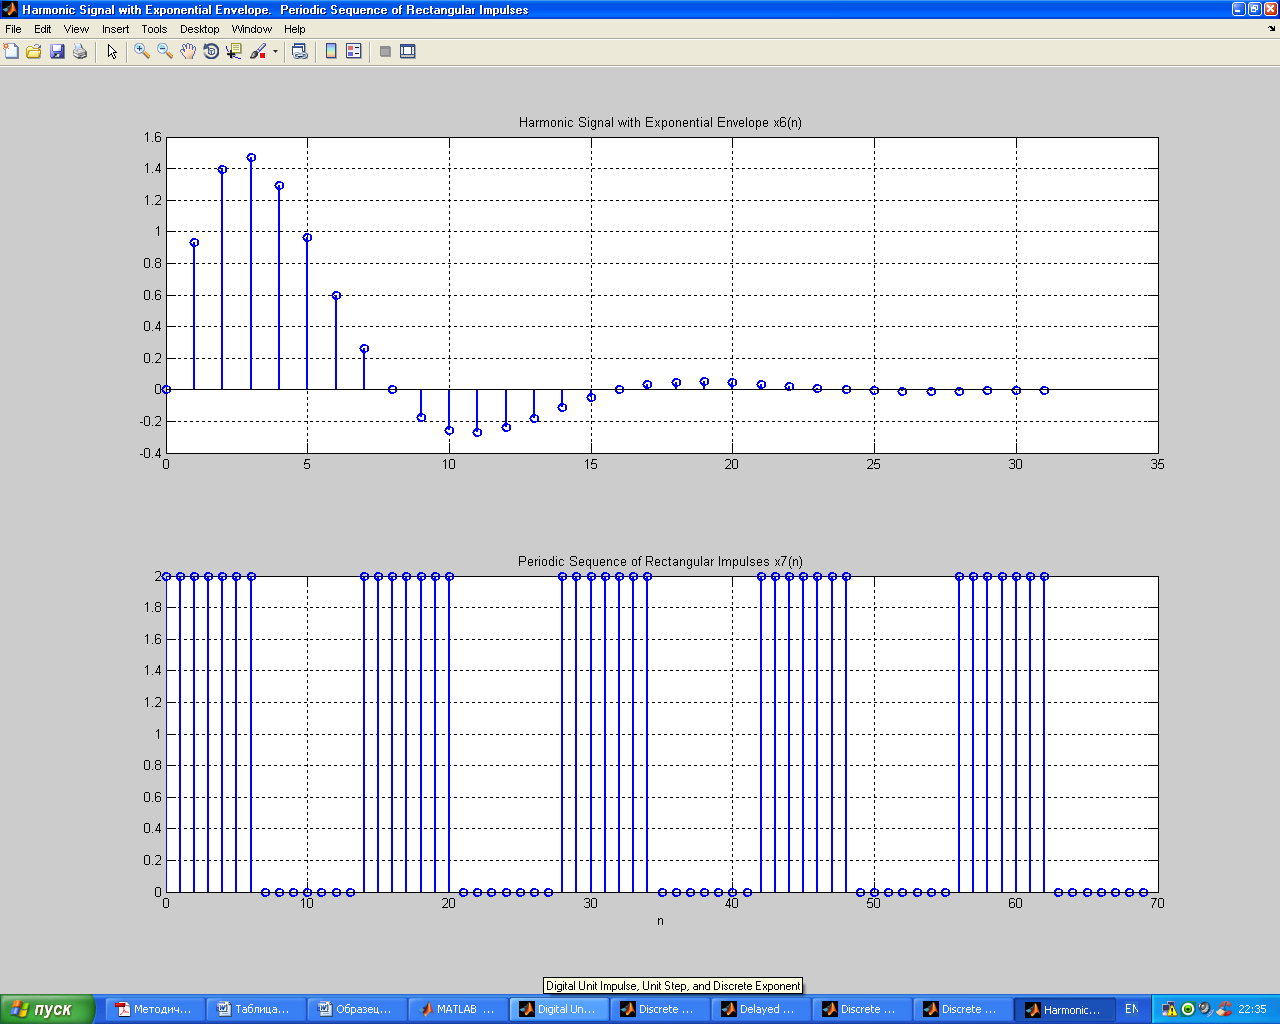 Harmonic Signal with Exponential Envelope.  Periodic Sequence of Rectangular Impulses
File Edit View Insert Tools Desktop Window Help
Harmonic Signal with Exponential Envelope x6(n)
1.6
1.4
1.2
1
0.8
0.6
0.4
0.2
0
-0.2
-0.4
0 5 10 15 20 25 30 35
Periodic Sequence of Rectangular Impulses x7(n)
2
1.8
1.6
1.4
1.2
1
0.8
0.6
0.4
0.2
0
0 10 20 30 40 50 60 70
n
Digital Unit Impulse, Unit Step, and Discrete Exponent
пуск Методич... Таблица... Образец... MATLAB ... Digital Un... Discrete ... Delayed ... Discrete ... Discrete ... Harmonic... EN 22:35